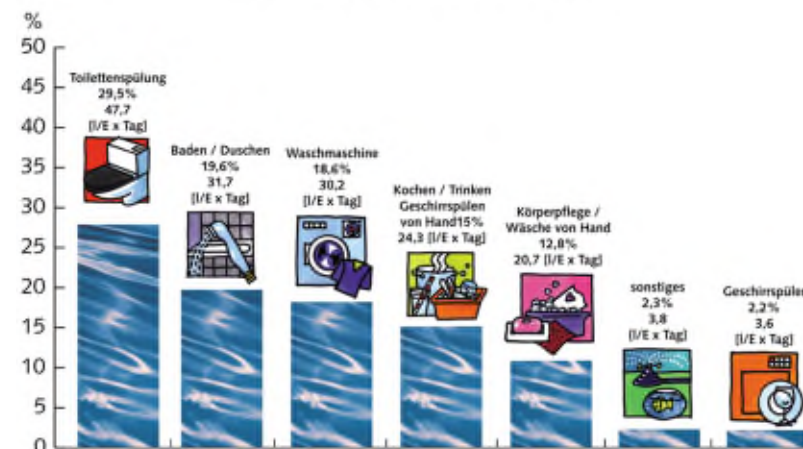 %
50
45
40
35
30
25
20
15
10
5
0
Toilettenspülung
29,5%
47,7
[l/E x Tag]
Baden / Duschen
19,6%
31,7
[l/E x Tag]
Waschmaschine
18,6%
30,2
[l/E x Tag]
Kochen / Trinken
Geschirrspülen
von Hand15%
24,3 [l/E x Tag]
Körperpflege /
Wäsche von Hand
12,8%
20,7 [l/E x Tag]
sonstiges
2,3%
3,8
[l/E x Tag]
Geschirrspüler
2,2%
3,6
[l/E x Tag]